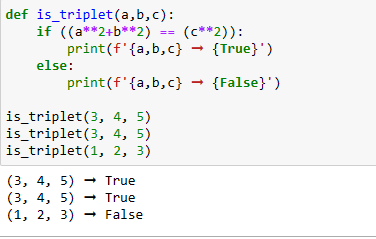 def is_triplet(a,b,c):
    if ((a**2+b**2) == (c**2)):
        print(f'{a,b,c} ➞ {True}')
    else:
        print(f'{a,b,c} ➞ {False}')

is_triplet(3, 4, 5)
is_triplet(3, 4, 5)
is_triplet(1, 2, 3)
(3, 4, 5) ➞ True
(3, 4, 5) ➞ True
(1, 2, 3) ➞ False